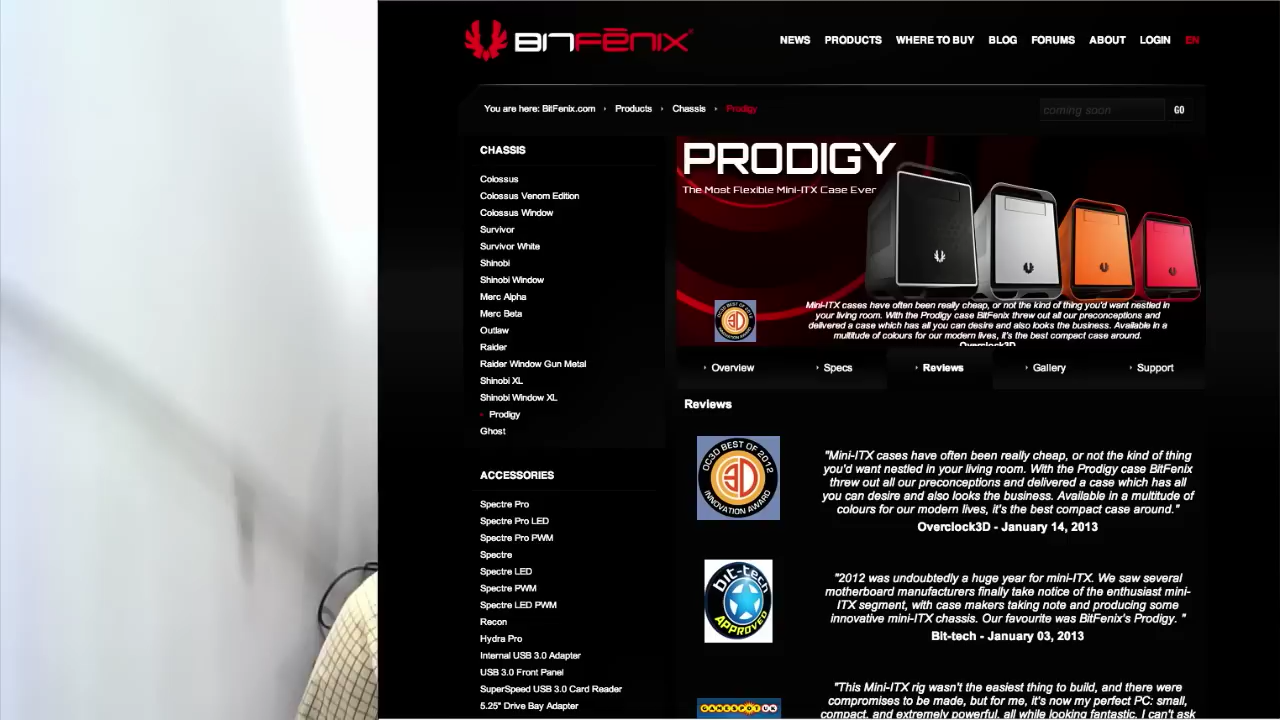 BITFENIX
NEWS PRODUCTS WHERE TO BUY BLOG FORUMS ABOUT LOGIN EN
You are here: BitFenix.com Products Chassis Prodigy
coming soon GO
CHASSIS
Colossus
Colossus Venom Edition
Colossus Window
Survivor
Survivor White
Shinobi
Shinobi Window
Merc Alpha
Merc Beta
Outlaw
Raider
Raider Window Gun Metal
Shinobi XL
Shinobi Window XL
Prodigy
Ghost
ACCESSORIES
Spectre Pro
Spectre Pro LED
Spectre Pro PWM
Spectre
Spectre LED
Spectre PWM
Spectre LED PWM
Recon
Hydra Pro
Internal USB 3.0 Adapter
USB 3.0 Front Panel
SuperSpeed USB 3.0 Card Reader
5.25" Drive Bay Adapter
PRODIGY
The Most Flexible Mini-ITX Case Ever
Mini-ITX cases have often been really cheap, or not the kind of thing you'd want nestled in
your living room. With the Prodigy case BitFenix threw out all our preconceptions and
delivered a case which has all you can desire and also looks the business. Available in a
multitude of colours for our modern lives, it's the best compact case around.
Overclock3D
Overview Specs Reviews Gallery Support
Reviews
OC3D BEST OF 2012
INNOVATION AWARD
"Mini-ITX cases have often been really cheap, or not the kind of thing
you'd want nestled in your living room. With the Prodigy case BitFenix
threw out all our preconceptions and delivered a case which has all
you can desire and also looks the business. Available in a multitude of
colours for our modern lives, it's the best compact case around."
Overclock3D - January 14, 2013
bit-tech
APPROVED
"2012 was undoubtedly a huge year for mini-ITX. We saw several
motherboard manufacturers finally take notice of the enthusiast mini-
ITX segment, with case makers taking note and producing some
innovative mini-ITX chassis. Our favourite was BitFenix's Prodigy. "
Bit-tech - January 03, 2013
GAMESPOT UK
"This Mini-ITX rig wasn't the easiest thing to build, and there were
compromises to be made, but for me, it's now my perfect PC: small,
compact, and extremely powerful, all while looking fantastic. I can't ask